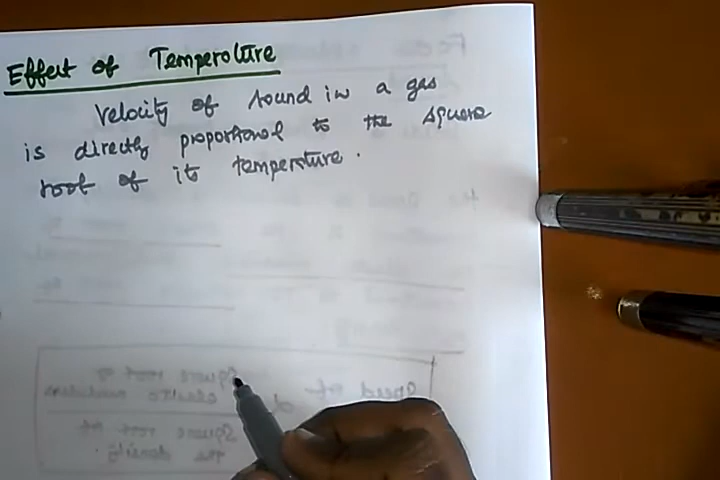 Effect of Temperature
Velocity of sound in a gas
is directly proportional to the square
root of its temperature.